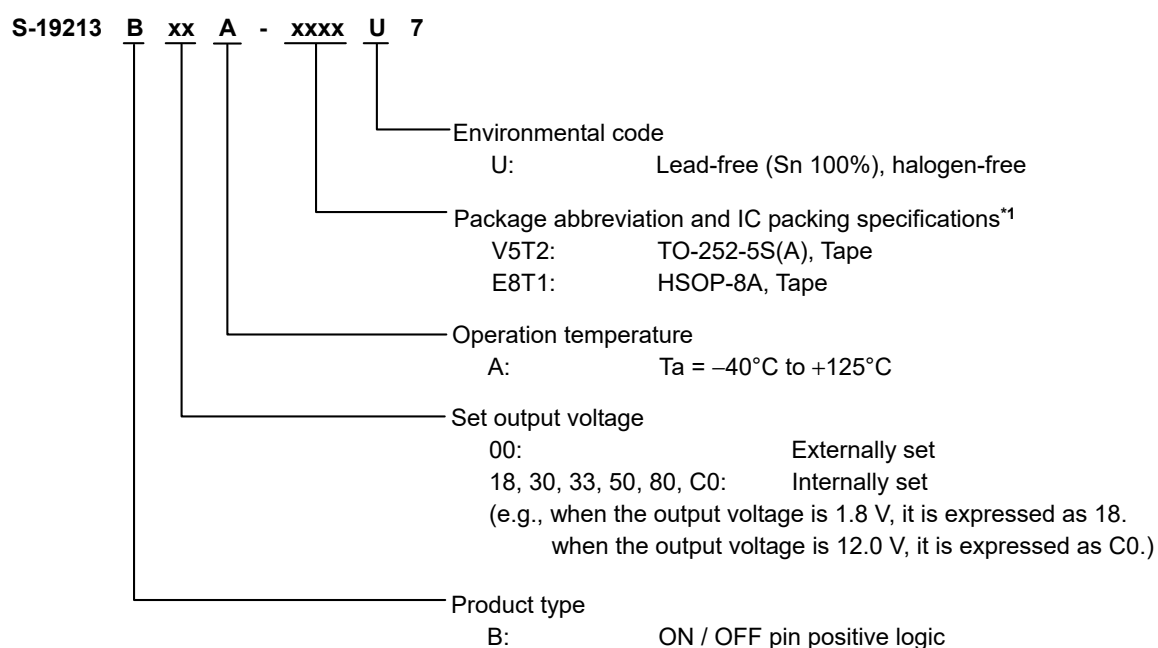 S-19213 B xx A - xxxx U 7
Environmental code
U: Lead-free (Sn 100%), halogen-free
Package abbreviation and IC packing specifications*1
V5T2: TO-252-5S(A), Tape
E8T1: HSOP-8A, Tape
Operation temperature
A: Ta = −40°C to +125°C
Set output voltage
00: Externally set
18, 30, 33, 50, 80, C0: Internally set
(e.g., when the output voltage is 1.8 V, it is expressed as 18.
when the output voltage is 12.0 V, it is expressed as C0.)
Product type
B: ON / OFF pin positive logic